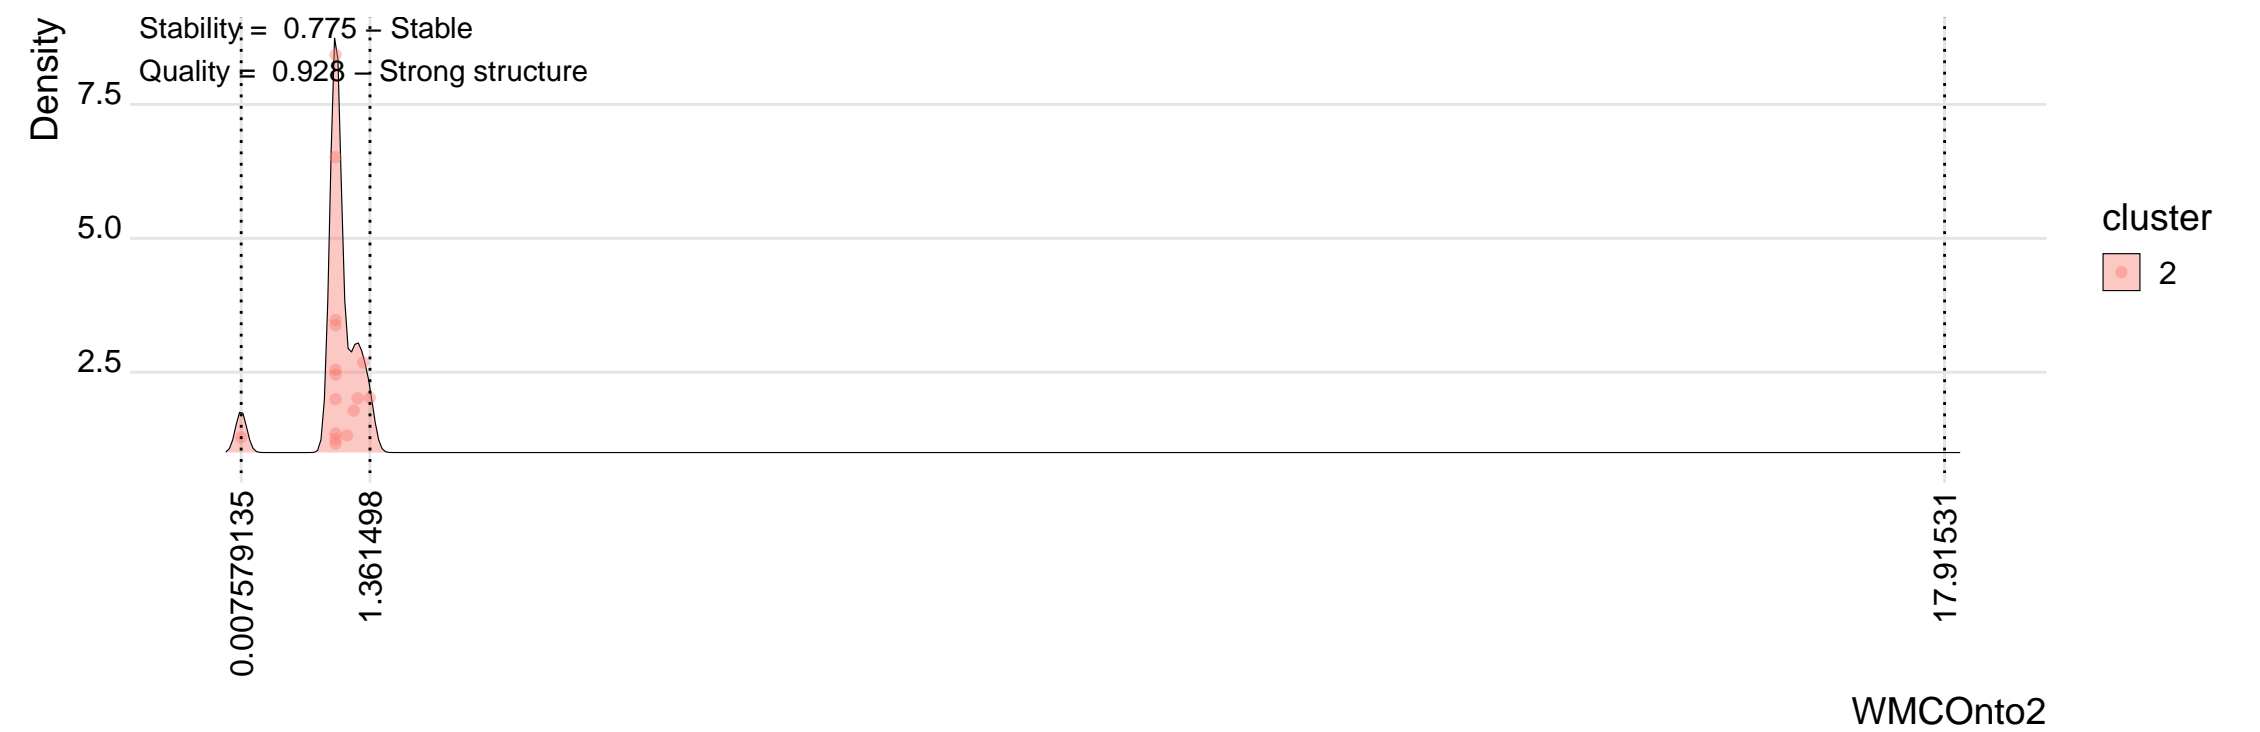 Stability =  0.775 – Stable
Quality =  0.928 – Strong structure
Density
7.5
5.0
2.5
0.007579135
1.361498
17.91531
WMCOnto2
cluster
2